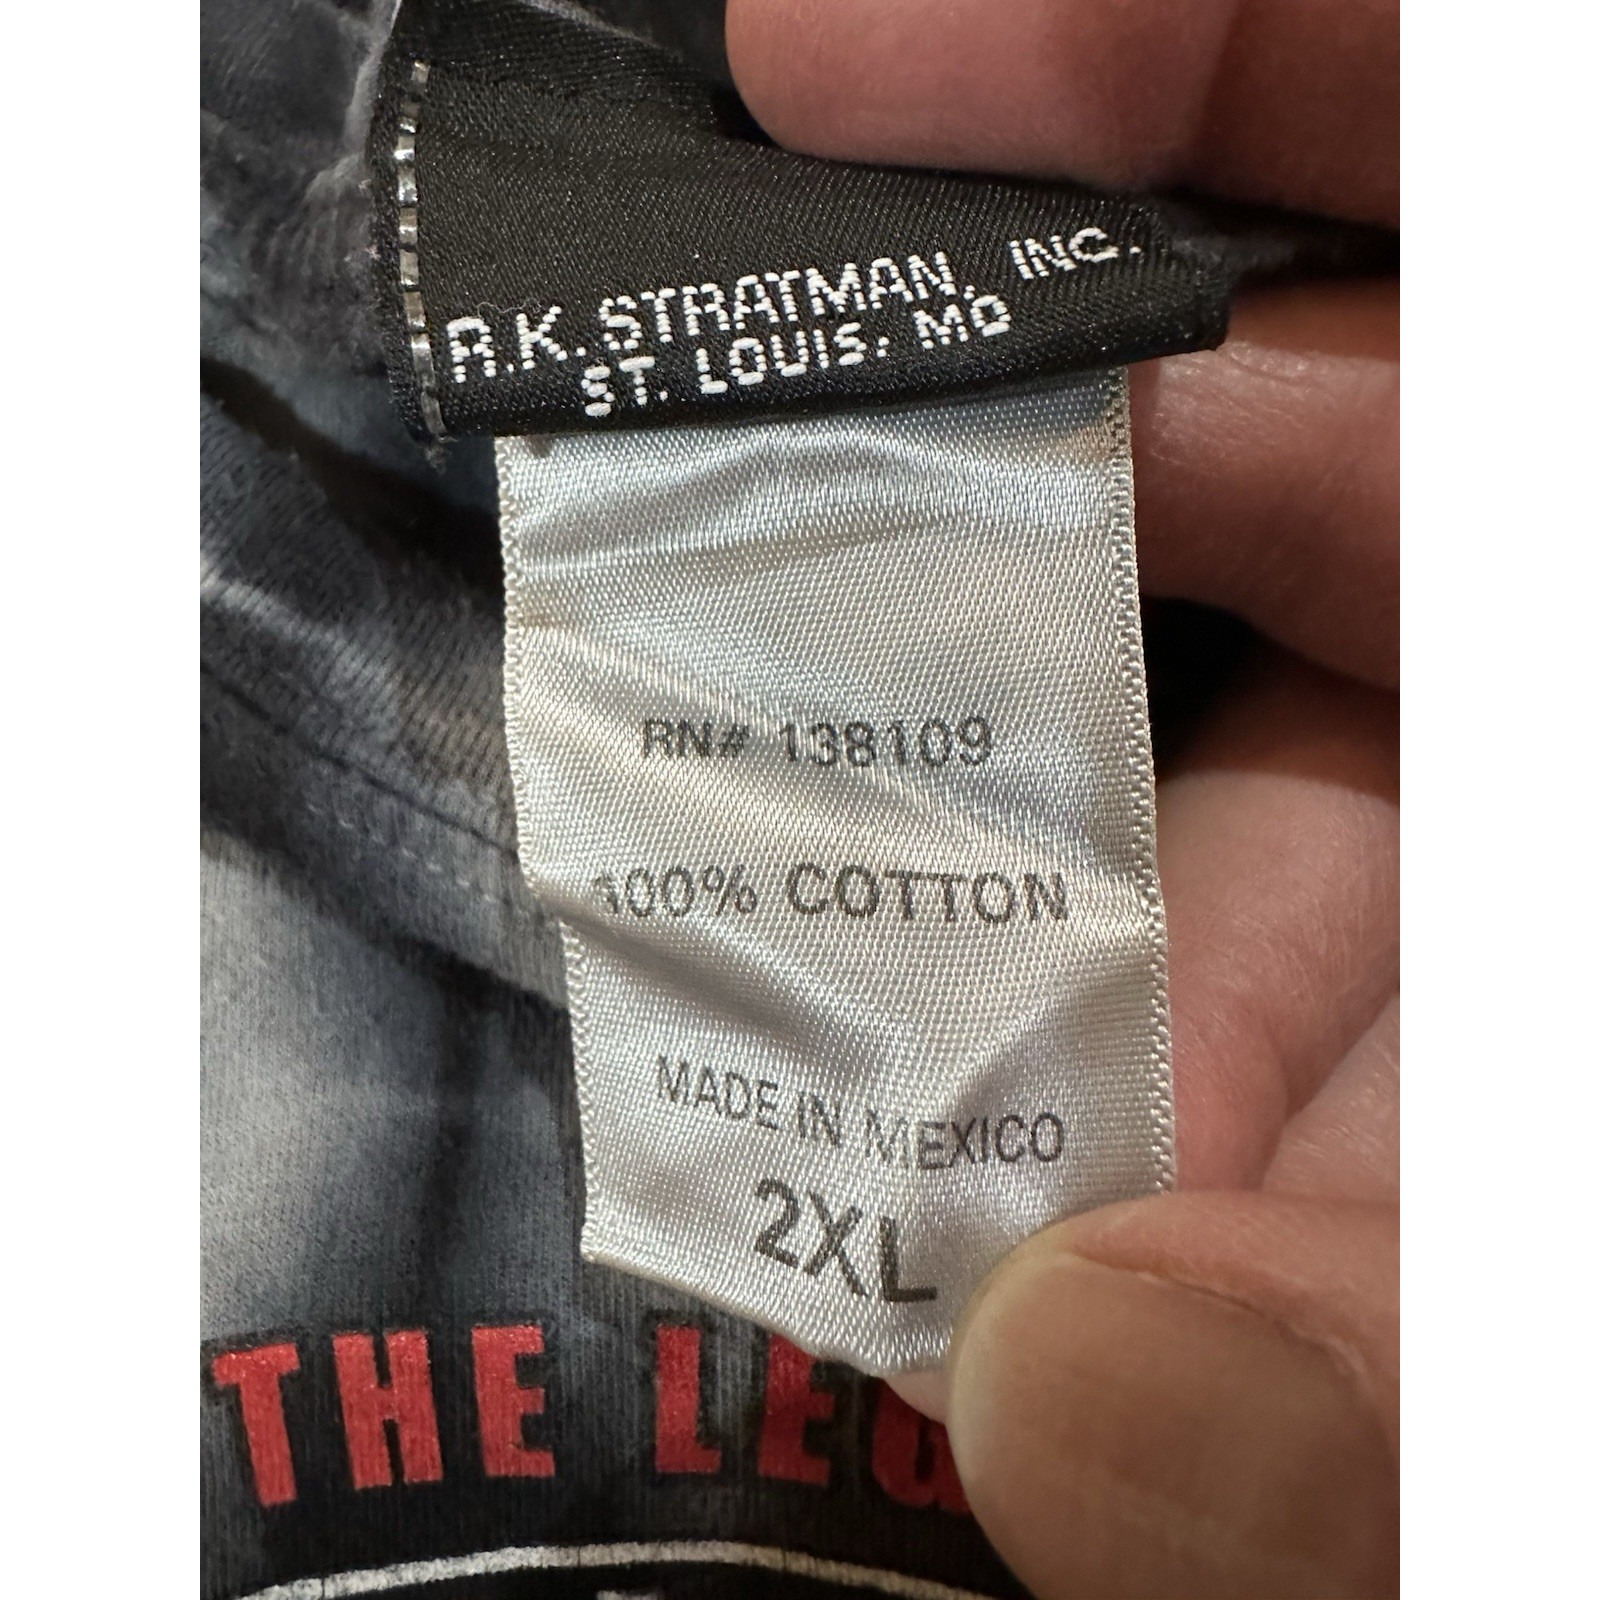 R.K. STRATMAN, INC.
ST. LOUIS, MO
RN# 138109
100% COTTON
MADE IN MEXICO
2XL
THE